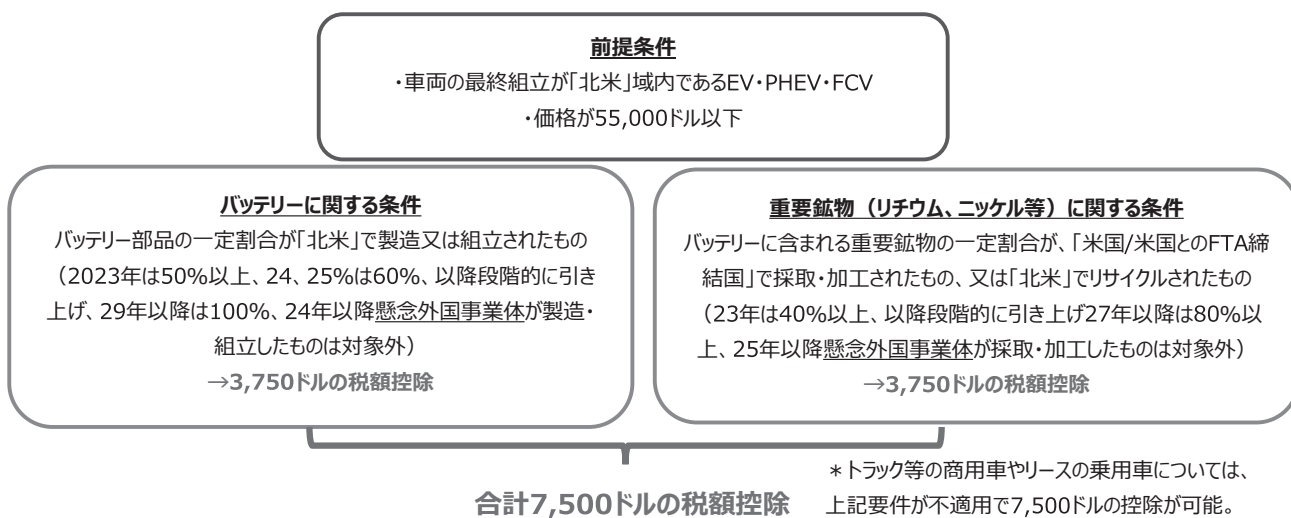 前提条件
・車両の最終組立が「北米」域内であるEV・PHEV・FCV
・価格が55,000ドル以下
バッテリーに関する条件
バッテリー部品の一定割合が「北米」で製造又は組立されたもの
（2023年は50%以上、24、25%は60%、以降段階的に引き
上げ、29年以降は100%、24年以降懸念外国事業体が製造・
組立したものは対象外）
→3,750ドルの税額控除
重要鉱物（リチウム、ニッケル等）に関する条件
バッテリーに含まれる重要鉱物の一定割合が、「米国/米国とのFTA締
結国」で採取・加工されたもの、又は「北米」でリサイクルされたもの
（23年は40%以上、以降段階的に引き上げ27年以降は80%以
上、25年以降懸念外国事業体が採取・加工したものは対象外）
→3,750ドルの税額控除
合計7,500ドルの税額控除
＊トラック等の商用車やリースの乗用車については、
上記要件が不適用で7,500ドルの控除が可能。